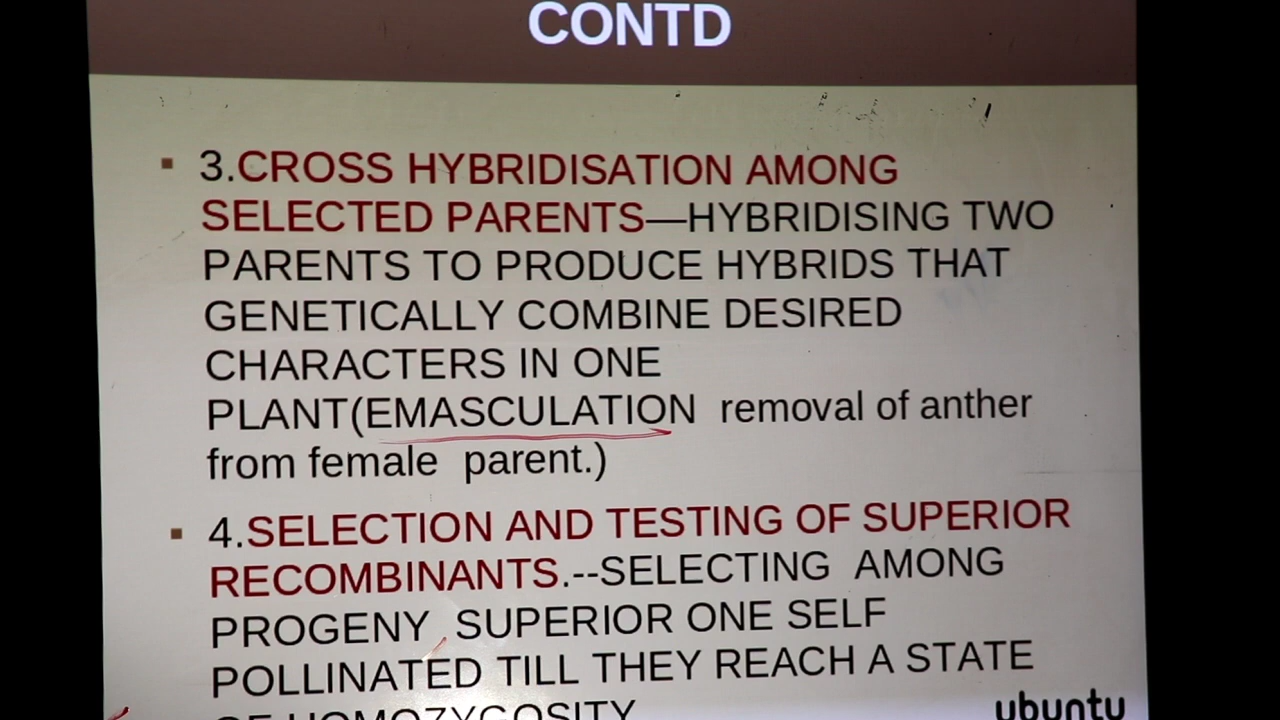 CONTD
3.CROSS HYBRIDISATION AMONG
SELECTED PARENTS—HYBRIDISING TWO
PARENTS TO PRODUCE HYBRIDS THAT
GENETICALLY COMBINE DESIRED
CHARACTERS IN ONE
PLANT(EMASCULATION removal of anther
from female parent.)
4.SELECTION AND TESTING OF SUPERIOR
RECOMBINANTS.--SELECTING AMONG
PROGENY ,SUPERIOR ONE SELF
POLLINATED TILL THEY REACH A STATE
OF HOMOZYGOSITY
ubuntu